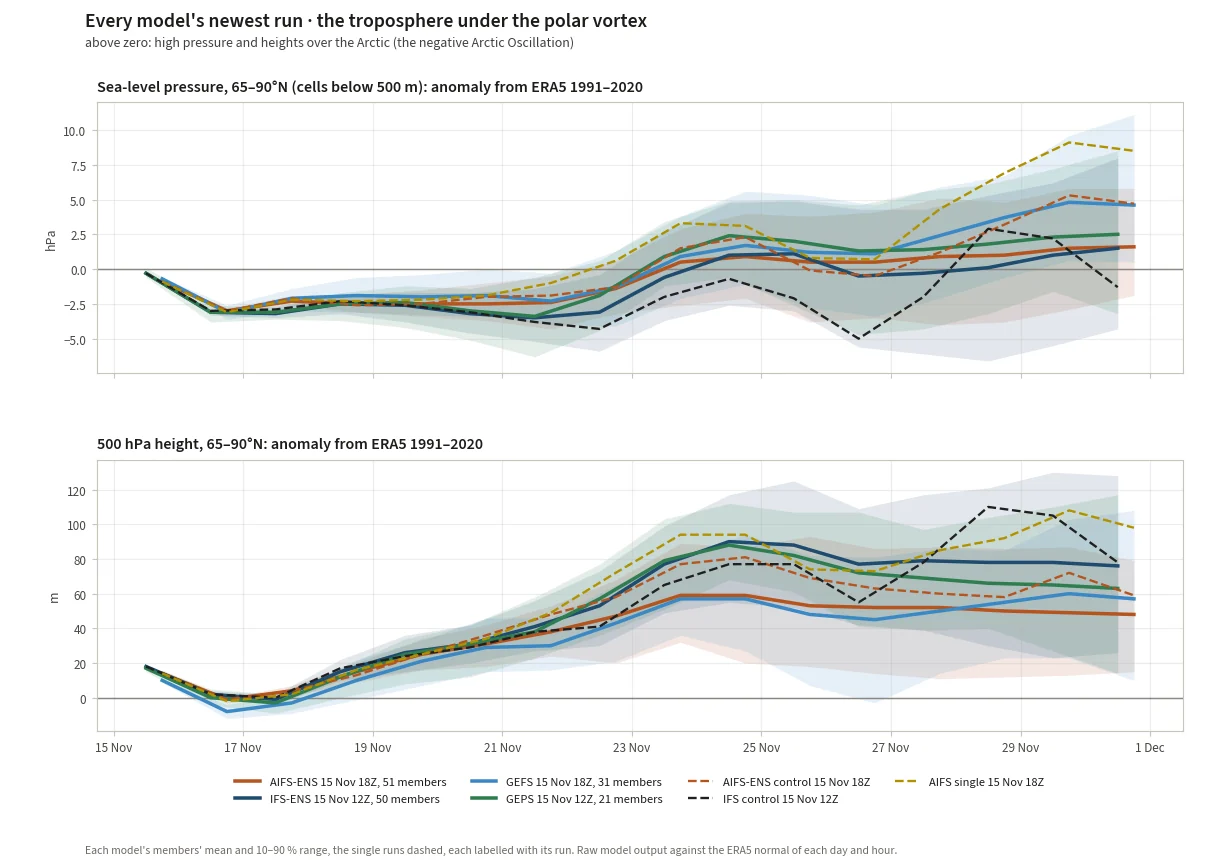 Every model's newest run · the troposphere under the polar vortex
above zero: high pressure and heights over the Arctic (the negative Arctic Oscillation)
Sea-level pressure, 65–90°N (cells below 500 m): anomaly from ERA5 1991–2020
10.0
7.5
5.0
2.5
0.0
−2.5
−5.0
hPa
500 hPa height, 65–90°N: anomaly from ERA5 1991–2020
120
100
80
60
40
20
0
m
15 Nov 17 Nov 19 Nov 21 Nov 23 Nov 25 Nov 27 Nov 29 Nov 1 Dec
AIFS-ENS 15 Nov 18Z, 51 members GEFS 15 Nov 18Z, 31 members AIFS-ENS control 15 Nov 18Z AIFS single 15 Nov 18Z
IFS-ENS 15 Nov 12Z, 50 members GEPS 15 Nov 12Z, 21 members IFS control 15 Nov 12Z
Each model's members' mean and 10–90 % range, the single runs dashed, each labelled with its run. Raw model output against the ERA5 normal of each day and hour.